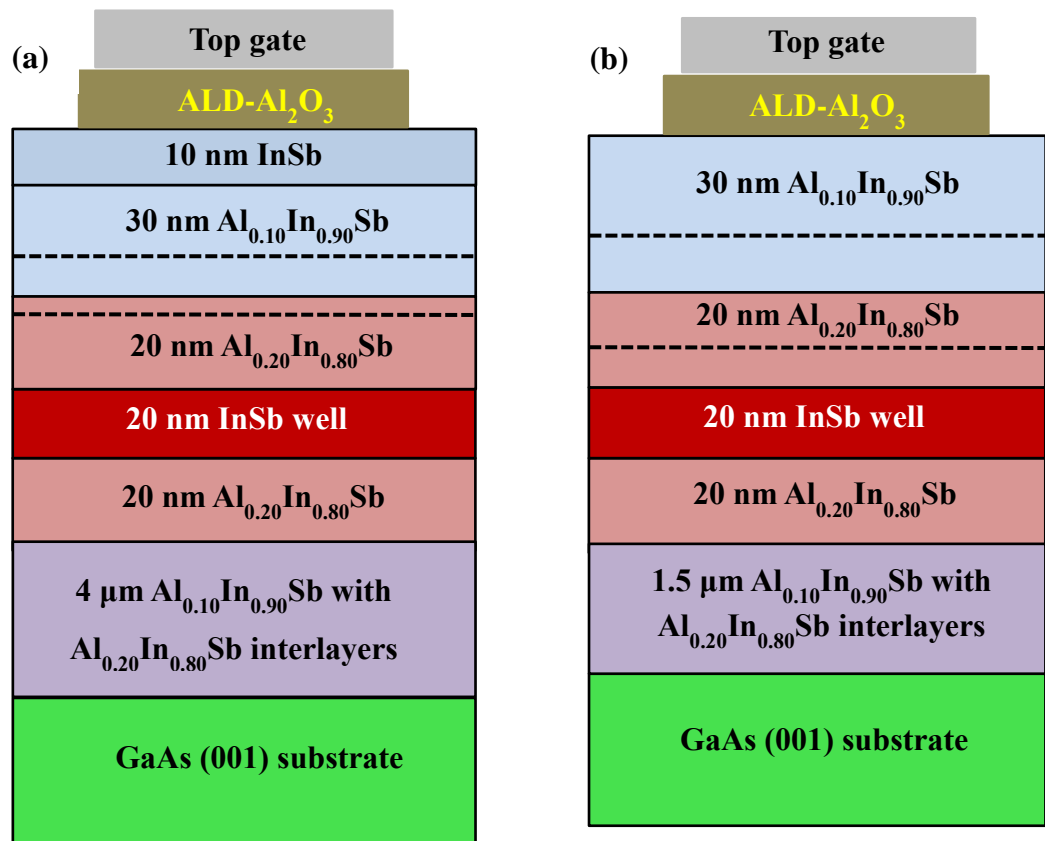 (a)
Top gate
ALD-Al₂O₃
10 nm InSb
30 nm Al₀.₁₀In₀.₉₀Sb
20 nm Al₀.₂₀In₀.₈₀Sb
20 nm InSb well
20 nm Al₀.₂₀In₀.₈₀Sb
4 µm Al₀.₁₀In₀.₉₀Sb with
Al₀.₂₀In₀.₈₀Sb interlayers
GaAs (001) substrate
(b)
Top gate
ALD-Al₂O₃
30 nm Al₀.₁₀In₀.₉₀Sb
20 nm Al₀.₂₀In₀.₈₀Sb
20 nm InSb well
20 nm Al₀.₂₀In₀.₈₀Sb
1.5 µm Al₀.₁₀In₀.₉₀Sb with
Al₀.₂₀In₀.₈₀Sb interlayers
GaAs (001) substrate